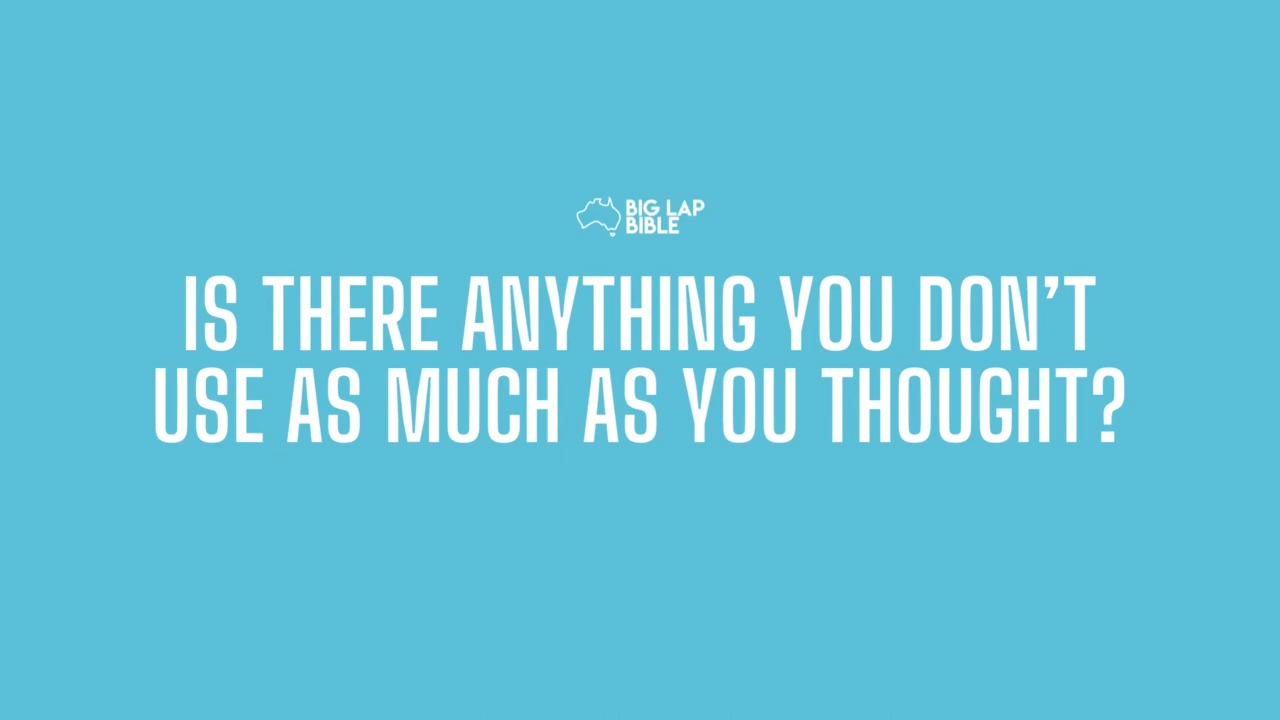 BIG LAP
BIBLE
IS THERE ANYTHING YOU DON'T
USE AS MUCH AS YOU THOUGHT?